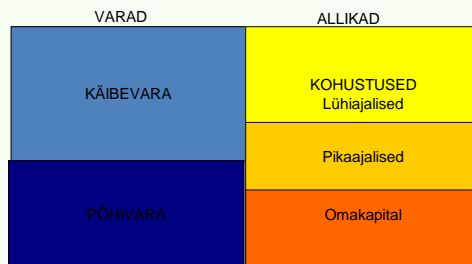 VARAD
ALLIKAD
KÄIBEVARA
KOHUSTUSED
Lühiajalised
Pikaajalised
PÕHIVARA
Omakapital